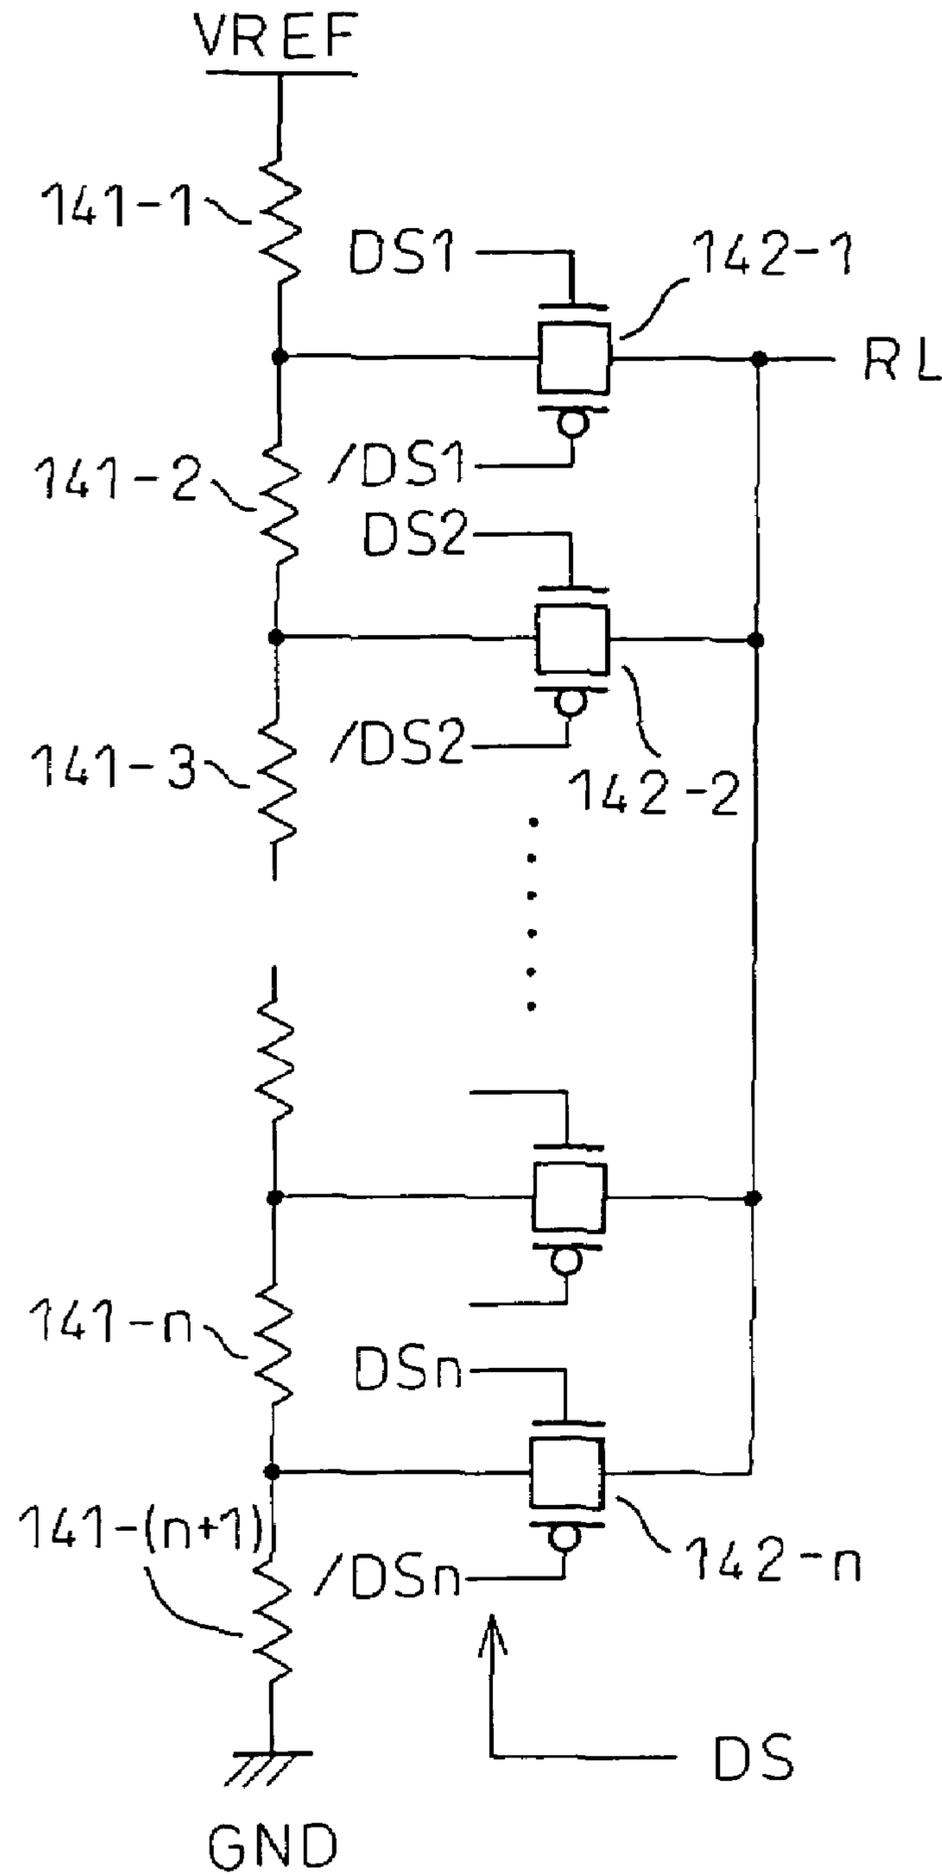 VREF
141-1
DS1
142-1
RL
141-2
/DS1
DS2
141-3
/DS2
142-2
141-n
DSn
141-(n+1)
/DSn
142-n
DS
GND